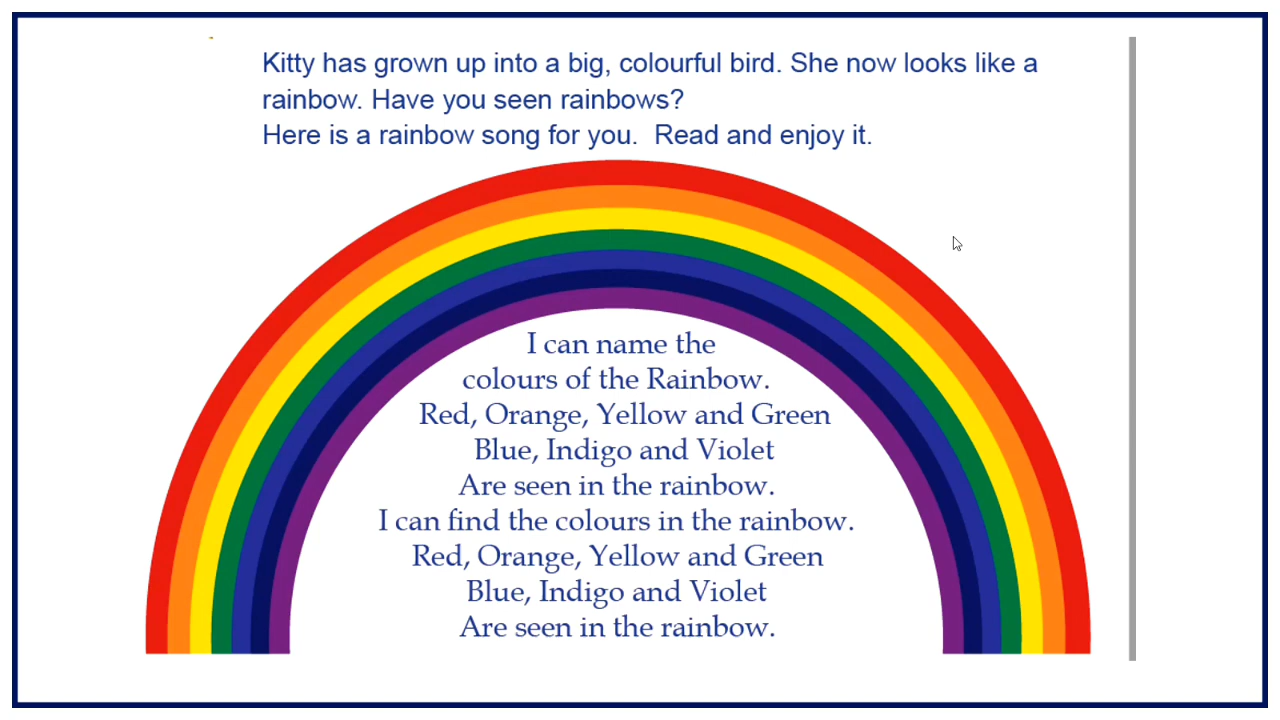 Kitty has grown up into a big, colourful bird. She now looks like a
rainbow. Have you seen rainbows?
Here is a rainbow song for you.  Read and enjoy it.
I can name the
colours of the Rainbow.
Red, Orange, Yellow and Green
Blue, Indigo and Violet
Are seen in the rainbow.
I can find the colours in the rainbow.
Red, Orange, Yellow and Green
Blue, Indigo and Violet
Are seen in the rainbow.